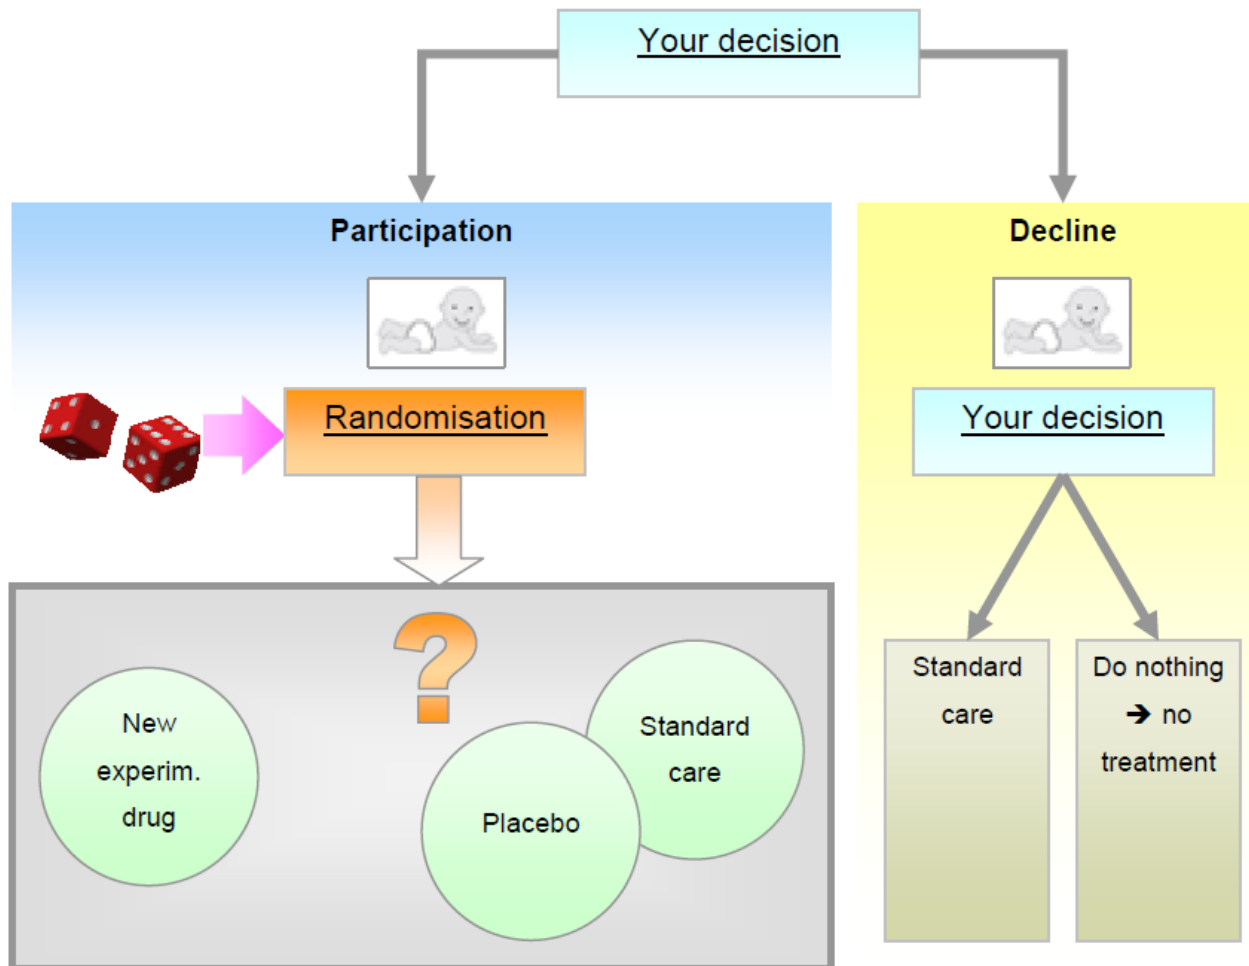 Your decision
Participation
Randomisation
?
New
experim.
drug
Placebo
Standard
care
Decline
Your decision
Standard
care
Do nothing
➔ no
treatment